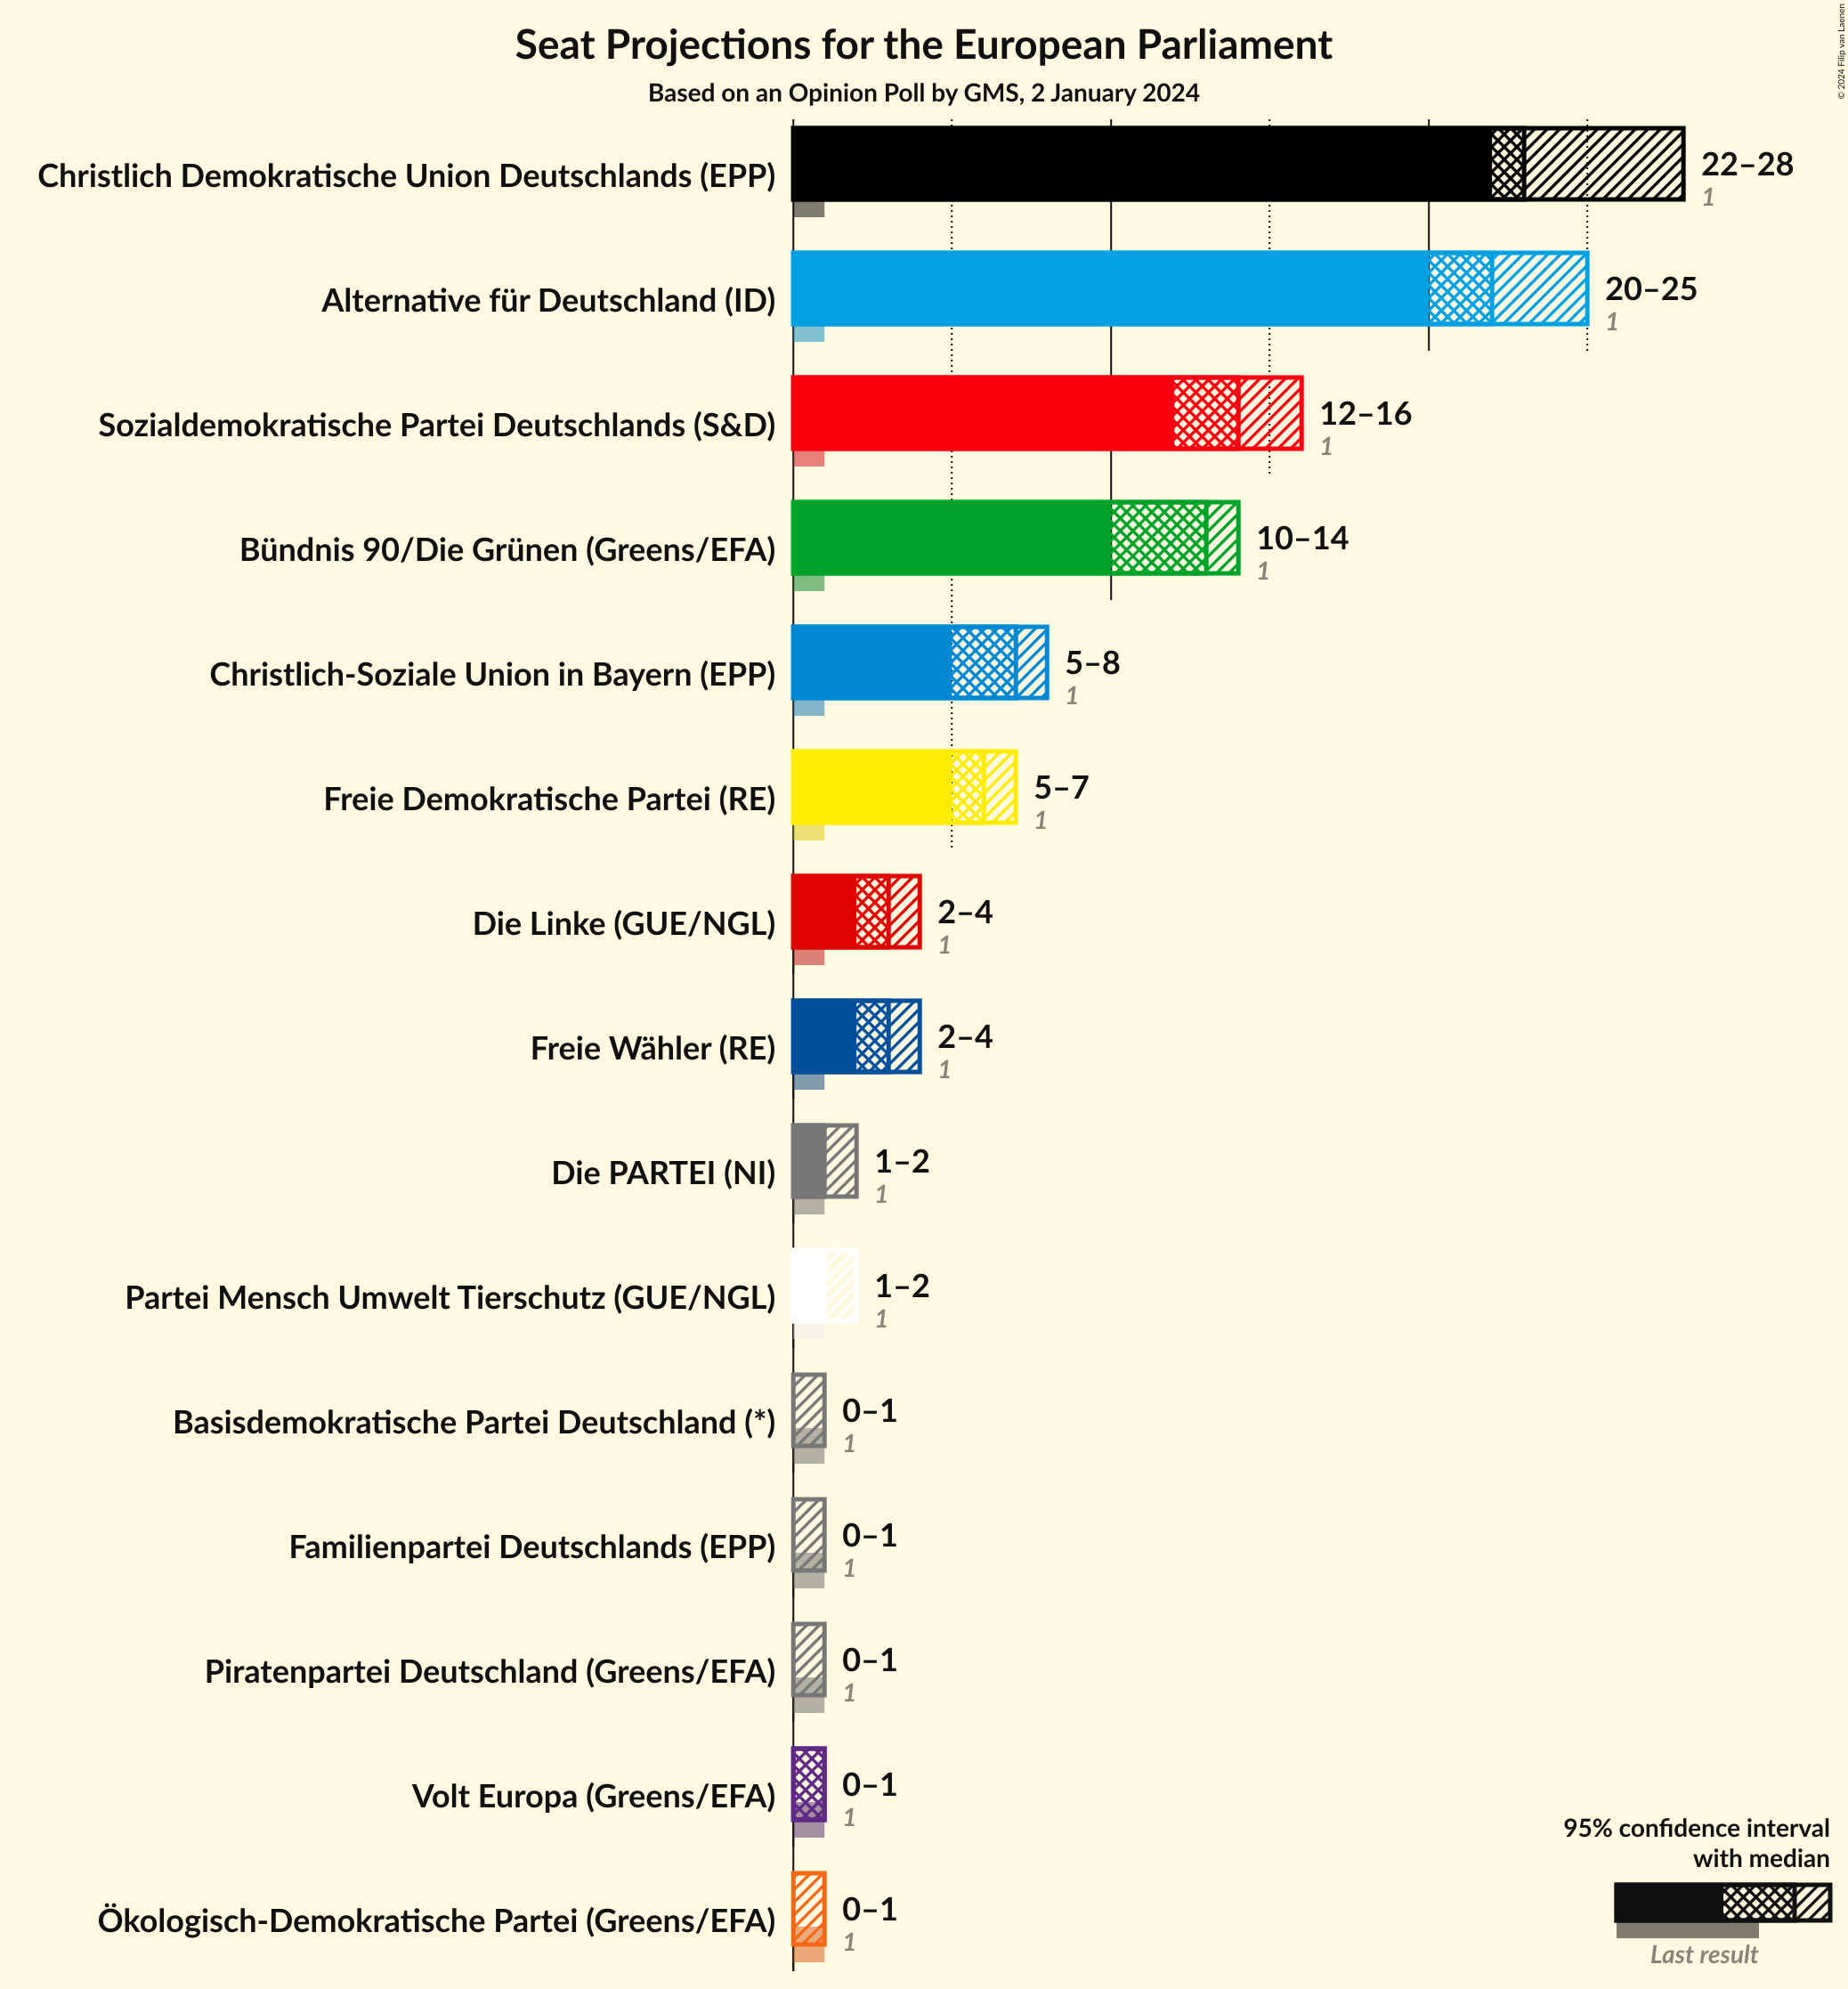 Seat Projections for the European Parliament
Based on an Opinion Poll by GMS, 2 January 2024
© 2024 Filip van Laenen
Christlich Demokratische Union Deutschlands (EPP)
22–28
1
Alternative für Deutschland (ID)
20–25
1
Sozialdemokratische Partei Deutschlands (S&D)
12–16
1
Bündnis 90/Die Grünen (Greens/EFA)
10–14
1
Christlich-Soziale Union in Bayern (EPP)
5–8
1
Freie Demokratische Partei (RE)
5–7
1
Die Linke (GUE/NGL)
2–4
1
Freie Wähler (RE)
2–4
1
Die PARTEI (NI)
1–2
1
Partei Mensch Umwelt Tierschutz (GUE/NGL)
1–2
1
Basisdemokratische Partei Deutschland (*)
0–1
1
Familienpartei Deutschlands (EPP)
0–1
1
Piratenpartei Deutschland (Greens/EFA)
0–1
1
Volt Europa (Greens/EFA)
0–1
1
Ökologisch-Demokratische Partei (Greens/EFA)
0–1
1
95% confidence interval
with median
Last result